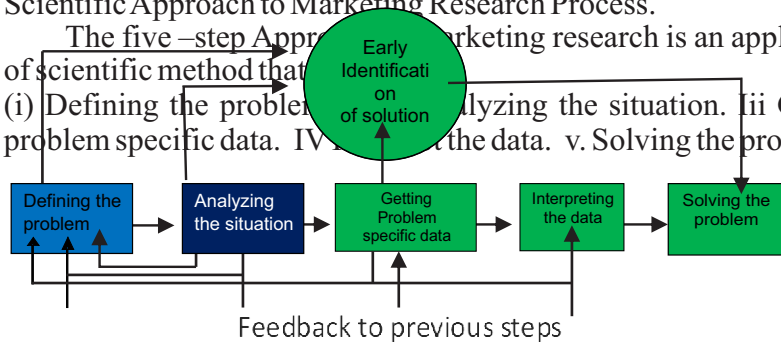 Scientific Approach to Marketing Research Process.
The five –step Appr arketing research is an appl
of scientific method that
(i) Defining the problem alyzing the situation. Iii
problem specific data. IV t the data. v. Solving the pro
Early
Identificati
on
of solution
Defining the
problem
Analyzing
the situation
Getting
Problem
specific data
Interpreting
the data
Solving the
problem
Feedback to previous steps